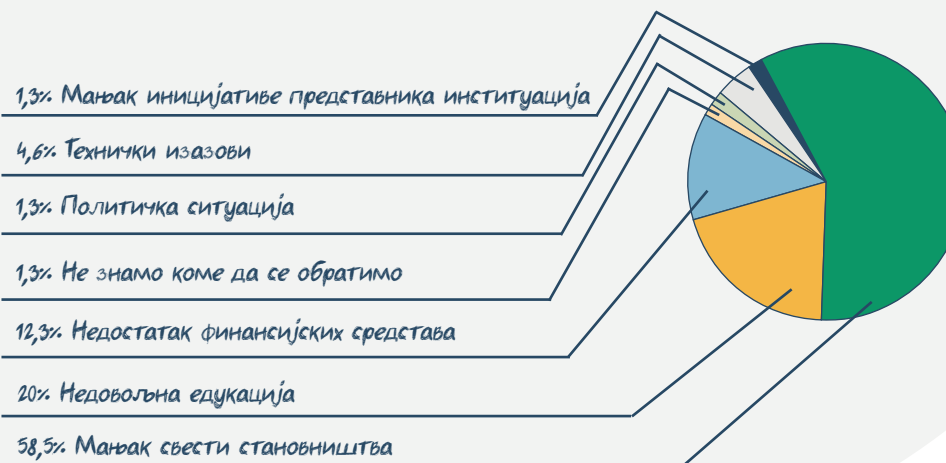 1,3% Мањак иницијативе представника институација
4,6% Технички изазови
1,3% Политичка ситуација
1,3% Не знамо коме да се обратимо
12,3% Недостатак финансијских средстава
20% Недовољна едукација
58,5% Мањак свести становништва